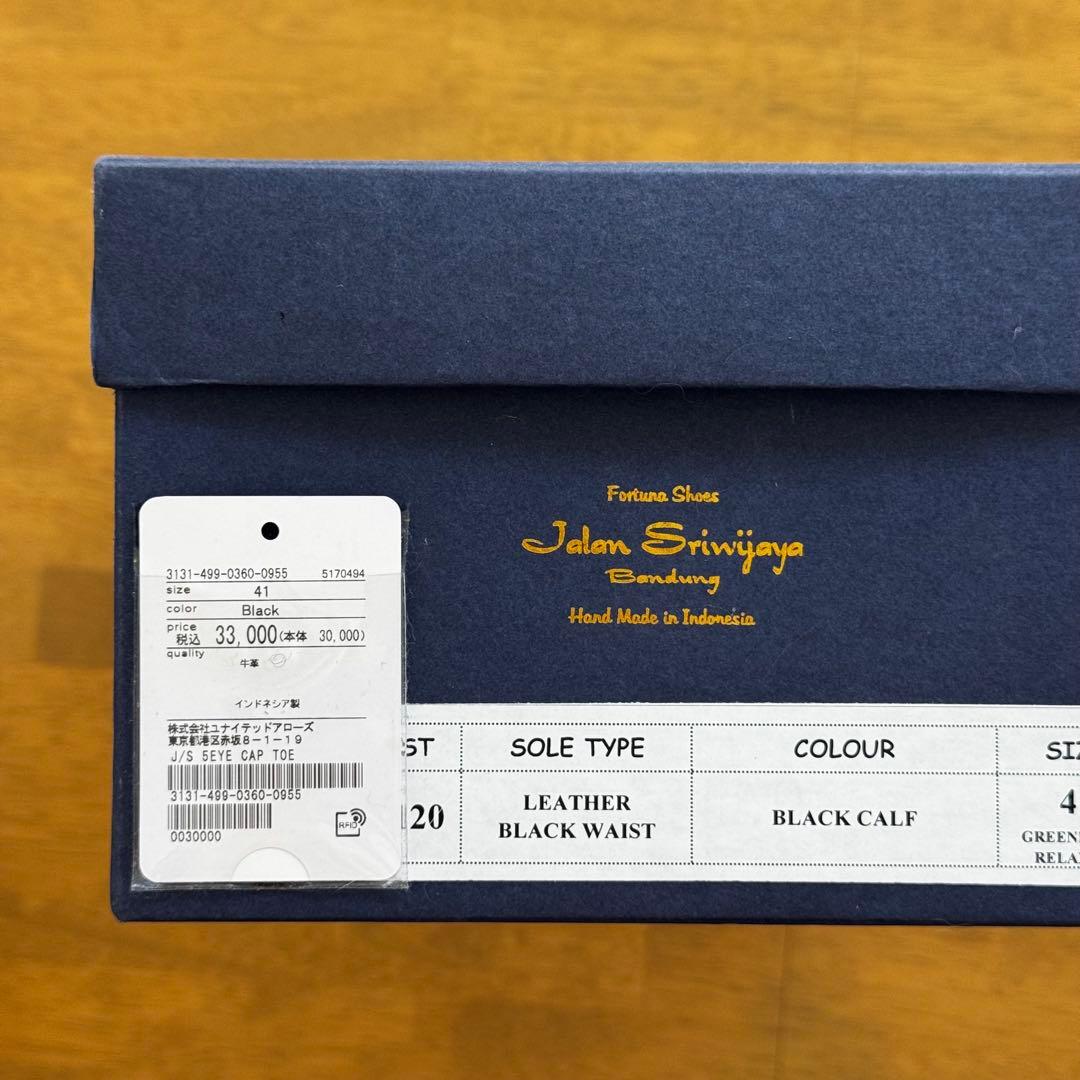 Fortuna Shoes
Jalan Sriwijaya
Bandung
Hand Made in Indonesia
3131-499-0360-0955 5170494
size 41
color Black
price
税込 33,000(本体 30,000)
quality
牛革
インドネシア製
株式会社ユナイテッドアローズ
東京都港区赤坂8-1-19
J/S 5EYE CAP TOE
3131-499-0360-0955
0030000
RFID
SOLE TYPE
COLOUR
LEATHER
BLACK WAIST
BLACK CALF